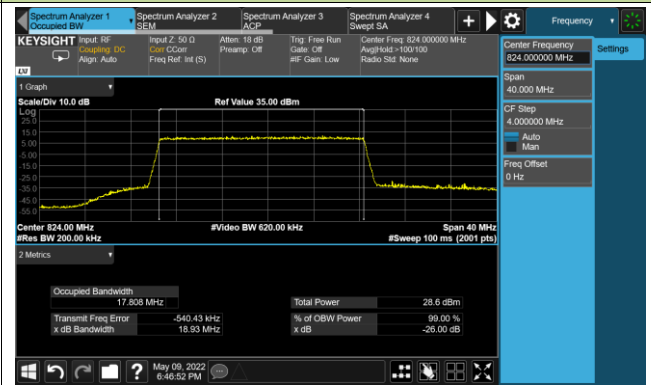 Spectrum Analyzer 1
Occupied BW
Spectrum Analyzer 2
SEM
Spectrum Analyzer 3
ACP
Spectrum Analyzer 4
Swept SA
Frequency
KEYSIGHT
Input: RF
Coupling: DC
Align: Auto
Input Z: 50 Ω
Corr CCorr
Freq Ref: Int (S)
Atten: 18 dB
Preamp: Off
Trig: Free Run
Gate: Off
#IF Gain: Low
Center Freq: 824.000000 MHz
Avg|Hold:>100/100
Radio Std: None
LXI
Center Frequency
824.000000 MHz
Settings
Span
40.000 MHz
CF Step
4.000000 MHz
Auto
Man
Freq Offset
0 Hz
1 Graph
Scale/Div 10.0 dB
Ref Value 35.00 dBm
Log
25.0
15.0
5.00
-5.00
-15.0
-25.0
-35.0
-45.0
-55.0
Center 824.00 MHz
#Video BW 620.00 kHz
Span 40 MHz
#Res BW 200.00 kHz
#Sweep 100 ms (2001 pts)
2 Metrics
Occupied Bandwidth
17.808 MHz
Total Power
28.6 dBm
Transmit Freq Error
-540.43 kHz
% of OBW Power
99.00 %
x dB Bandwidth
18.93 MHz
x dB
-26.00 dB
May 09, 2022
6:46:52 PM